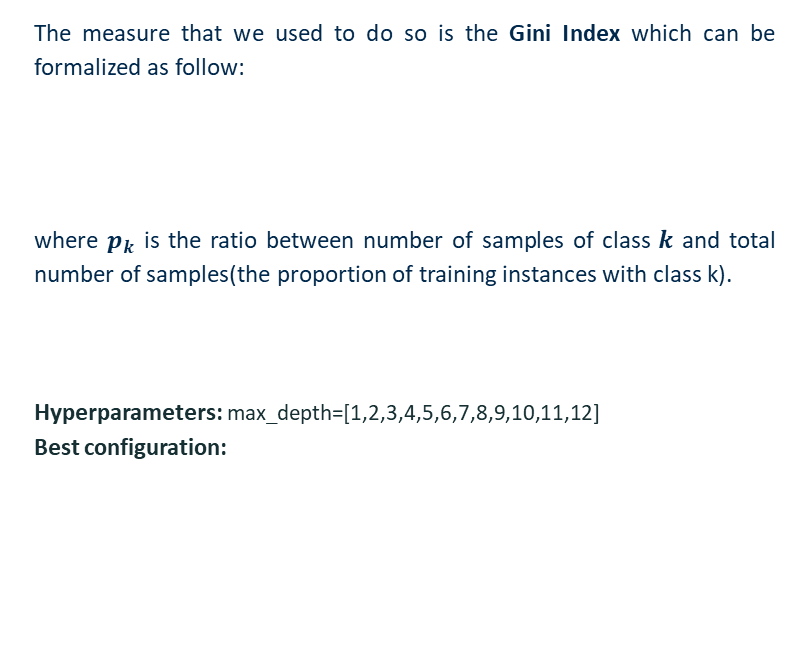 The measure that we used to do so is the Gini Index which can be
formalized as follow:
where p_k is the ratio between number of samples of class k and total
number of samples(the proportion of training instances with class k).
Hyperparameters: max_depth=[1,2,3,4,5,6,7,8,9,10,11,12]
Best configuration: